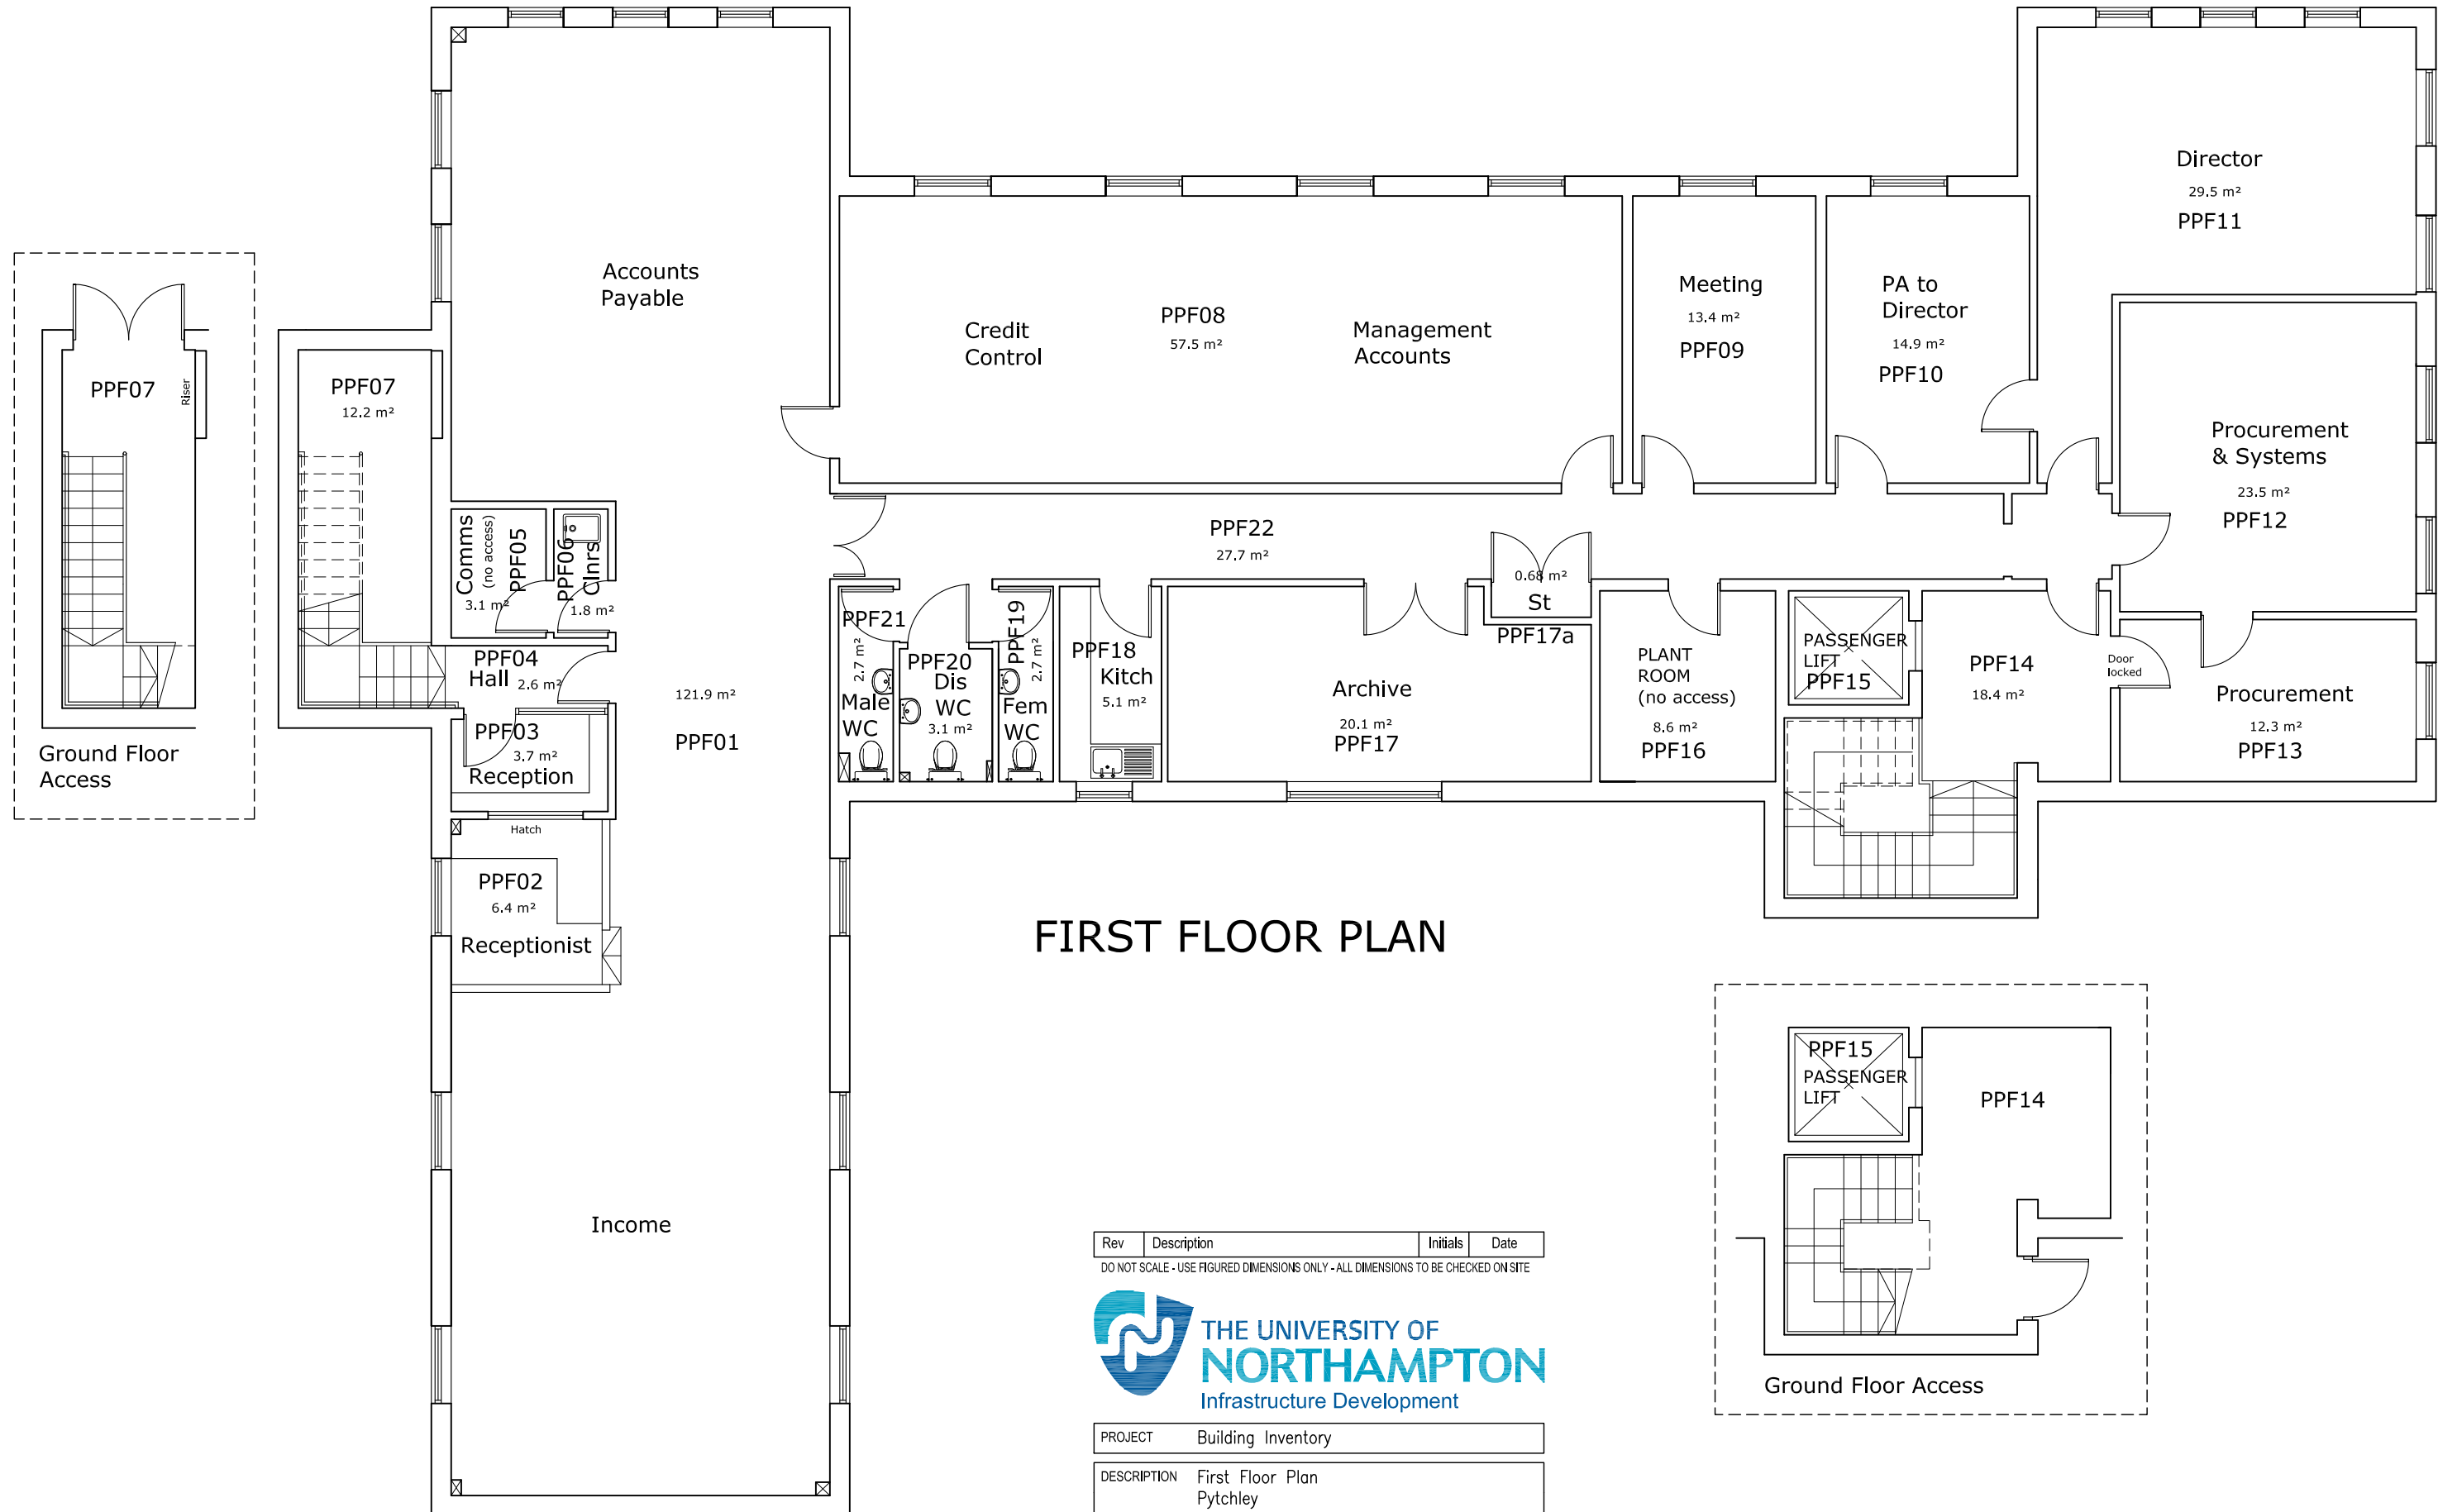 Accounts
Payable
Credit
Control
PPF08
57.5 m²
Management
Accounts
Meeting
13.4 m²
PPF09
PA to
Director
14.9 m²
PPF10
Director
29.5 m²
PPF11
Procurement
& Systems
23.5 m²
PPF12
PPF07
Riser
Ground Floor
Access
PPF07
12.2 m²
Comms
(no access)
PPF05
3.1 m²
PPF06
Clnrs
1.8 m²
PPF04
Hall 2.6 m²
PPF03
3.7 m²
Reception
Hatch
PPF02
6.4 m²
Receptionist
121.9 m²
PPF01
Income
PPF22
27.7 m²
PPF21
2.7 m²
Male
WC
PPF20
Dis
WC
3.1 m²
PPF19
2.7 m²
Fem
WC
PPF18
Kitch
5.1 m²
Archive
20.1 m²
PPF17
0.68 m²
St
PPF17a
PLANT
ROOM
(no access)
8.6 m²
PPF16
PASSENGER
LIFT
PPF15
PPF14
18.4 m²
Door
locked
Procurement
12.3 m²
PPF13
FIRST FLOOR PLAN
PPF15
PASSENGER
LIFT
PPF14
Ground Floor Access
Rev Description Initials Date
DO NOT SCALE - USE FIGURED DIMENSIONS ONLY - ALL DIMENSIONS TO BE CHECKED ON SITE
THE UNIVERSITY OF
NORTHAMPTON
Infrastructure Development
PROJECT Building Inventory
DESCRIPTION First Floor Plan
Pytchley